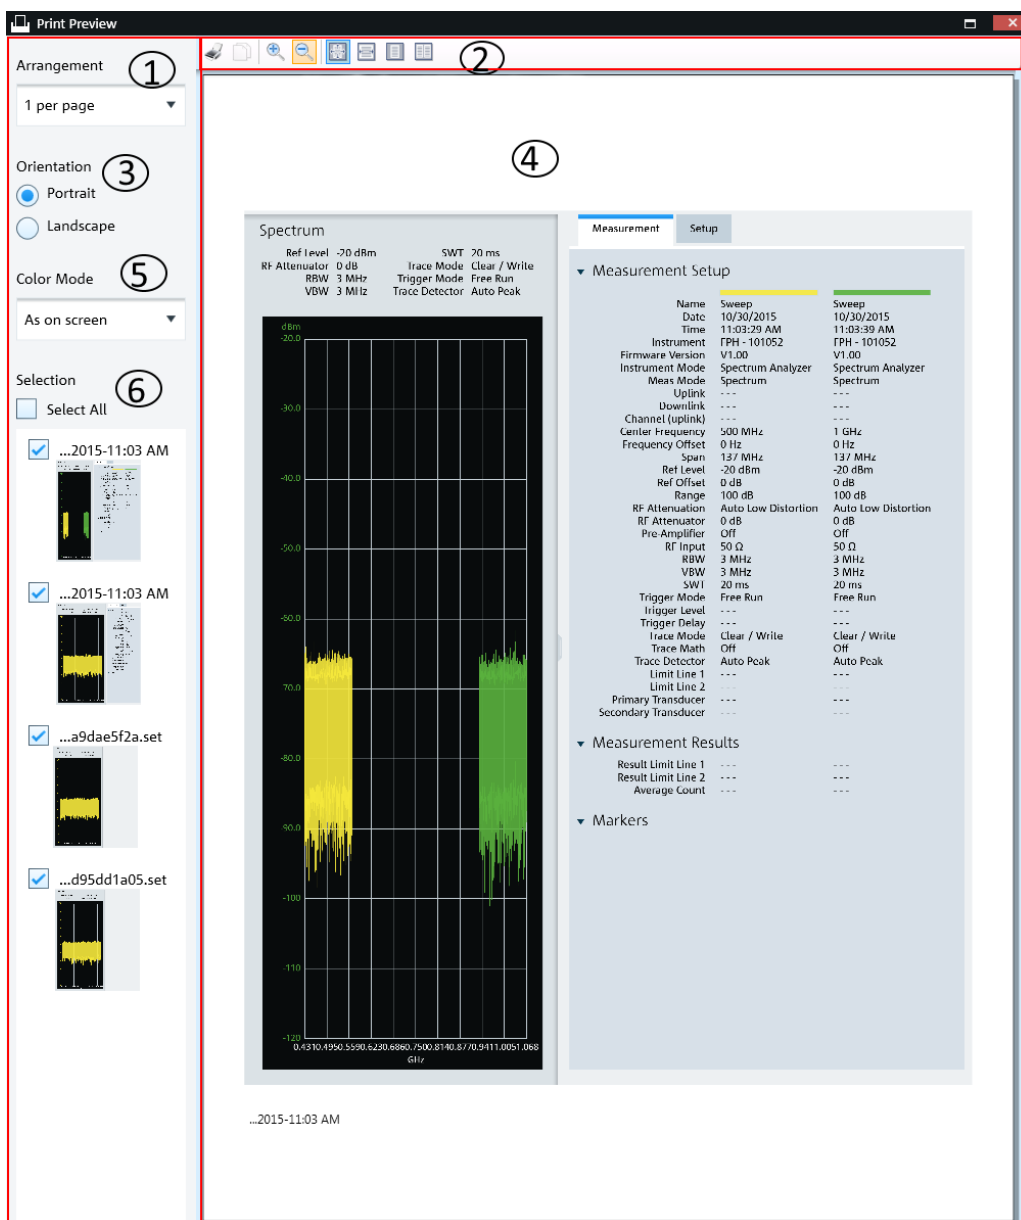 Print Preview
Arrangement
1
1 per page
Orientation
3
Portrait
Landscape
Color Mode
5
As on screen
Selection
6
Select All
...2015-11:03 AM
...2015-11:03 AM
...a9dae5f2a.set
...d95dd1a05.set
2
4
Spectrum
Ref Level -20 dBm SWT 20 ms
RF Attenuator 0 dB Trace Mode Clear / Write
RBW 3 MHz Trigger Mode Free Run
VBW 3 MHz Trace Detector Auto Peak
dBm
-20.0
-30.0
-40.0
-50.0
-60.0
70.0
-80.0
90.0
-100
-110
-120
0.4310.4950.5590.6230.6860.7500.8140.8770.9411.0051.068
GHz
Measurement Setup
Measurement Setup
Name Sweep Sweep
Date 10/30/2015 10/30/2015
Time 11:03:29 AM 11:03:39 AM
Instrument FPH - 101052 FPH - 101052
Firmware Version V1.00 V1.00
Instrument Mode Spectrum Analyzer Spectrum Analyzer
Meas Mode Spectrum Spectrum
Uplink - - - - - -
Downlink - - - - - -
Channel (uplink) - - - - - -
Center Frequency 500 MHz 1 GHz
Frequency Offset 0 Hz 0 Hz
Span 137 MHz 137 MHz
Ref Level -20 dBm -20 dBm
Ref Offset 0 dB 0 dB
Range 100 dB 100 dB
RF Attenuation Auto Low Distortion Auto Low Distortion
RF Attenuator 0 dB 0 dB
Pre-Amplifier Off Off
RF Input 50 Ω 50 Ω
RBW 3 MHz 3 MHz
VBW 3 MHz 3 MHz
SWT 20 ms 20 ms
Trigger Mode Free Run Free Run
Trigger Level - - - - - -
Trigger Delay - - - - - -
Trace Mode Clear / Write Clear / Write
Trace Math Off Off
Trace Detector Auto Peak Auto Peak
Limit Line 1 - - - - - -
Limit Line 2 - - - - - -
Primary Transducer - - - - - -
Secondary Transducer - - - - - -
Measurement Results
Result Limit Line 1 - - - - - -
Result Limit Line 2 - - - - - -
Average Count - - - - - -
Markers
...2015-11:03 AM